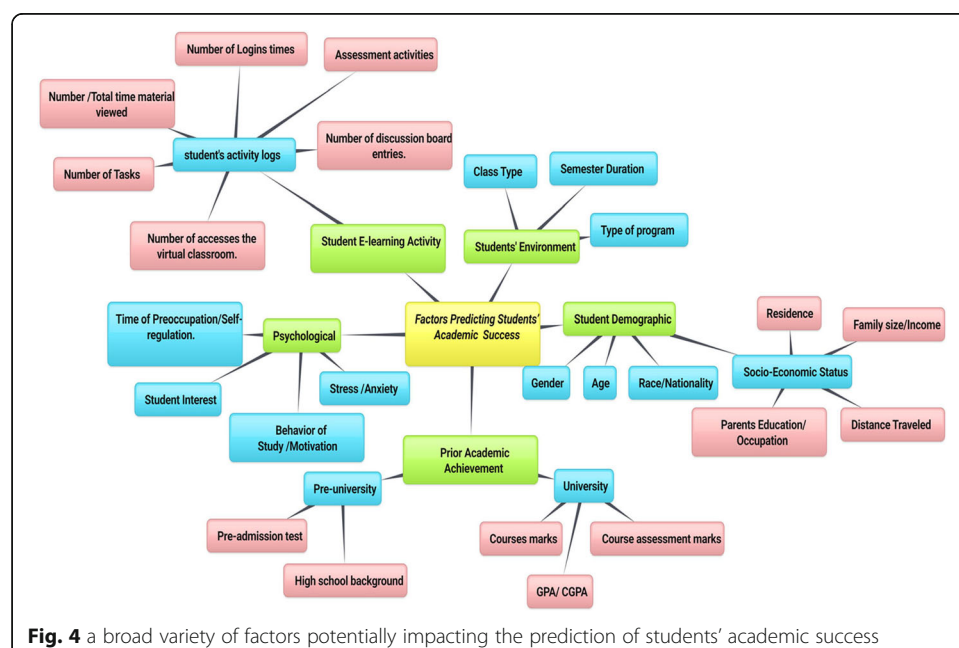 Number of Logins times
Assessment activities
Number /Total time material
viewed
student's activity logs
Number of discussion board
entries.
Number of Tasks
Number of accesses the
virtual classroom.
Student E-learning Activity
Class Type
Semester Duration
Students' Environment
Type of program
Time of Preoccupation/Self-
regulation.
Psychological
Student Interest
Behavior of
Study /Motivation
Stress /Anxiety
Factors Predicting Students'
Academic Success
Student Demographic
Gender
Age
Race/Nationality
Residence
Family size/Income
Socio-Economic Status
Parents Education/
Occupation
Distance Traveled
Prior Academic
Achievement
Pre-university
Pre-admission test
High school background
University
Courses marks
Course assessment marks
GPA/ CGPA
Fig. 4 a broad variety of factors potentially impacting the prediction of students’ academic success